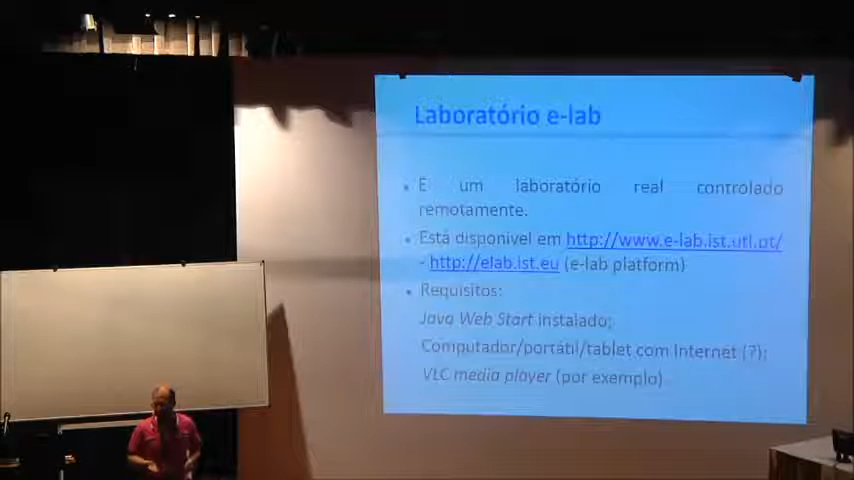 Laboratório e-lab
É um laboratório real controlado
remotamente.
Está disponível em http://www.e-lab.ist.utl.pt/
- http://elab.ist.eu (e-lab platform)
Requisitos:
Java Web Start instalado;
Computador/portátil/tablet com Internet (?);
VLC media player (por exemplo)